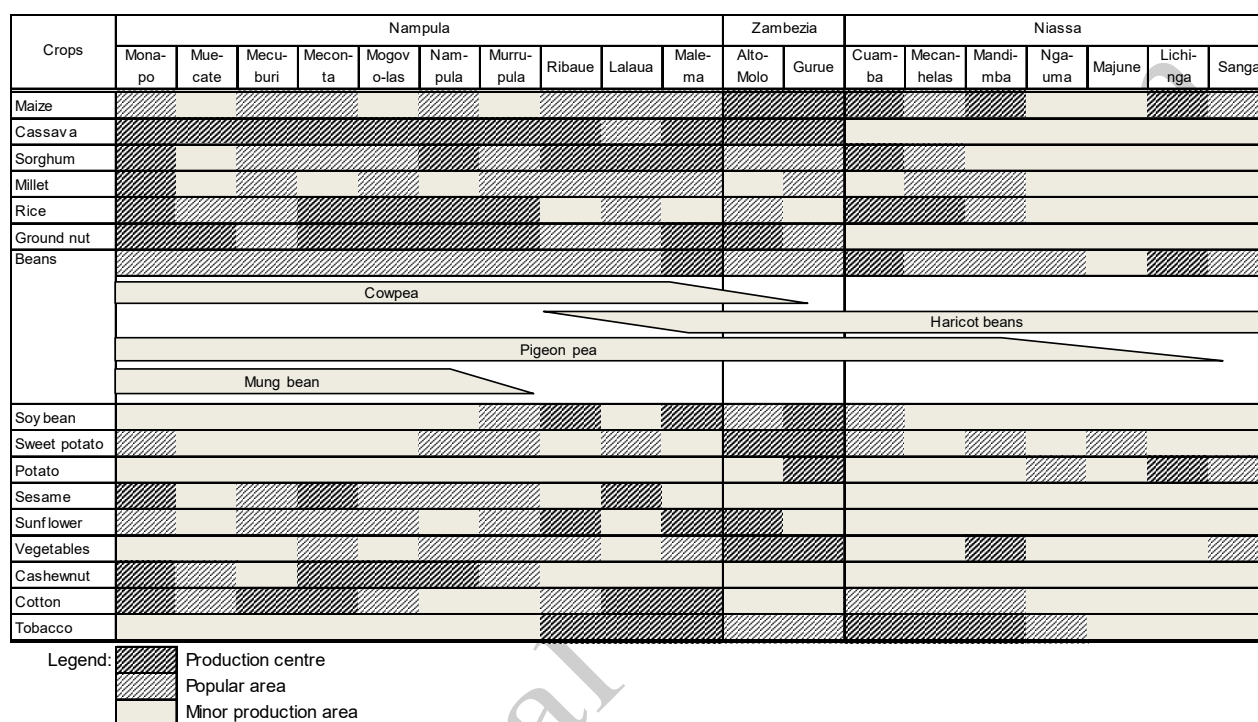 Crops
Nampula Zambezia Niassa
Mona-po Mue-cate Mecu-buri Mecon-ta Mogov o-las Nam-pula Murru-pula Ribaue Lalaua Male-ma Alto-Molo Gurue Cuam-ba Mecan-helas Mandi-mba Nga-uma Majune Lichi-nga Sanga
Maize
Cassava
Sorghum
Millet
Rice
Ground nut
Beans
Cowpea
Haricot beans
Pigeon pea
Mung bean
Soybean
Sweet potato
Potato
Sesame
Sunflower
Vegetables
Cashewnut
Cotton
Tobacco
Legend: Production centre
Popular area
Minor production area